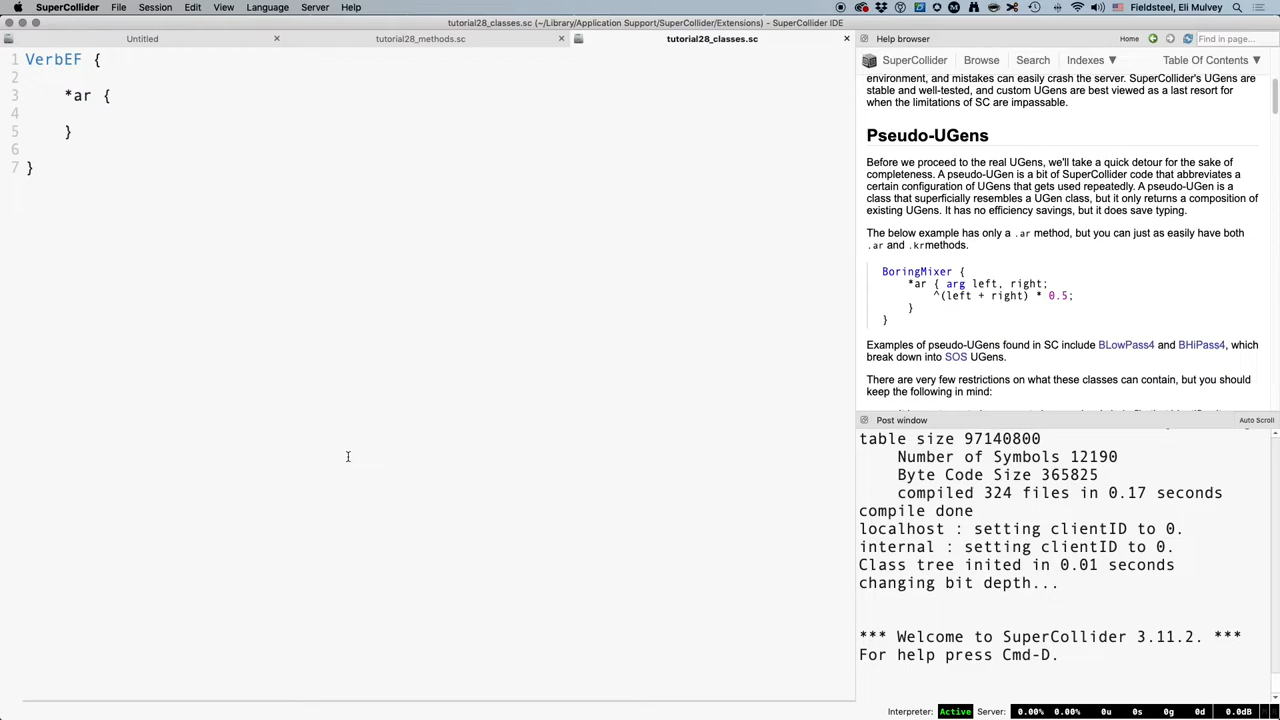 SuperCollider File Session Edit View Language Server Help Fieldsteel, Eli Mulvey
tutorial28_classes.sc (~/Library/Application Support/SuperCollider/Extensions) – SuperCollider IDE
Untitled tutorial28_methods.sc tutorial28_classes.sc
1 VerbEF {
2
3 *ar {
4
5 }
6
7 }
Help browser Home Find in page...
SuperCollider Browse Search Indexes ▼ Table Of Contents ▼
environment, and mistakes can easily crash the server. SuperCollider's UGens are
stable and well-tested, and custom UGens are best viewed as a last resort for
when the limitations of SC are impassable.
Pseudo-UGens
Before we proceed to the real UGens, we'll take a quick detour for the sake of
completeness. A pseudo-UGen is a bit of SuperCollider code that abbreviates a
certain configuration of UGens that gets used repeatedly. A pseudo-UGen is a
class that superficially resembles a UGen class, but it only returns a composition of
existing UGens. It has no efficiency savings, but it does save typing.
The below example has only a .ar method, but you can just as easily have both
.ar and .krmethods.
BoringMixer {
*ar { arg left, right;
^(left + right) * 0.5;
}
}
Examples of pseudo-UGens found in SC include BLowPass4 and BHiPass4, which
break down into SOS UGens.
There are very few restrictions on what these classes can contain, but you should
keep the following in mind:
Post window Auto Scroll
table size 97140800
Number of Symbols 12190
Byte Code Size 365825
compiled 324 files in 0.17 seconds
compile done
localhost : setting clientID to 0.
internal : setting clientID to 0.
Class tree inited in 0.01 seconds
changing bit depth...
*** Welcome to SuperCollider 3.11.2. ***
For help press Cmd-D.
Interpreter: Active Server: 0.00% 0.00% 0u 0s 0g 0d 0.0dB